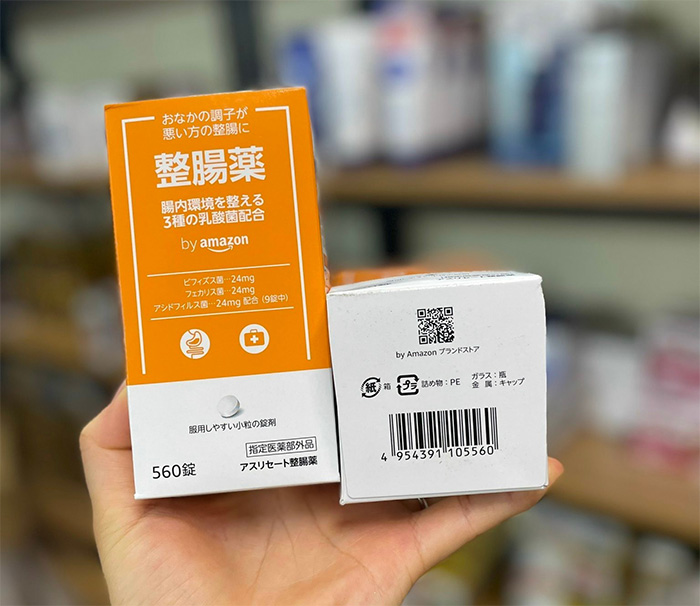 おなかの調子が
悪い方の整腸に
整腸薬
腸内環境を整える
3種の乳酸菌配合
by amazon
ビフィズス菌…24mg
フェカリス菌…24mg
アシドフィルス菌…24mg 配合 (9錠中)
服用しやすい小粒の錠剤
指定医薬部外品
560錠
アスリセート整腸薬
by Amazon ブランドストア
紙 箱 プラ 詰め物：PE ガラス：瓶
金 属：キャップ
4 954391 105560